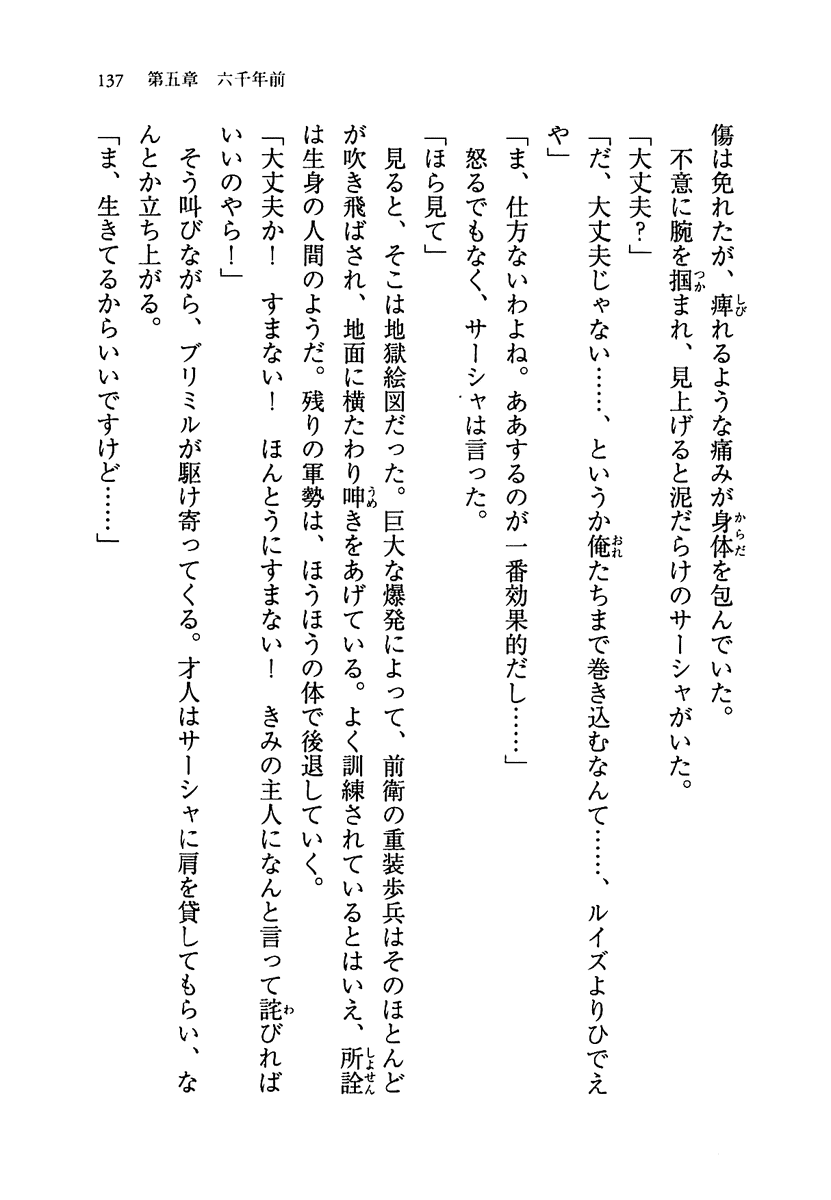 137　第五章　六千年前
傷は免れたが、痺れるような痛みが身体を包んでいた。
　不意に腕を掴まれ、見上げると泥だらけのサーシャがいた。
「大丈夫？」
「だ、大丈夫じゃない……、というか俺たちまで巻き込むなんて……、ルイズよりひでえ
や」
「ま、仕方ないわよね。ああするのが一番効果的だし……」
　怒るでもなく、サーシャは言った。
「ほら見て」
　見ると、そこは地獄絵図だった。巨大な爆発によって、前衛の重装歩兵はそのほとんど
が吹き飛ばされ、地面に横たわり呻きをあげている。よく訓練されているとはいえ、所詮
は生身の人間のようだ。残りの軍勢は、ほうほうの体で後退していく。
「大丈夫か！　すまない！　ほんとうにすまない！　きみの主人になんと言って詫びれば
いいのやら！」
　そう叫びながら、ブリミルが駆け寄ってくる。才人はサーシャに肩を貸してもらい、な
んとか立ち上がる。
「ま、生きてるからいいですけど……」